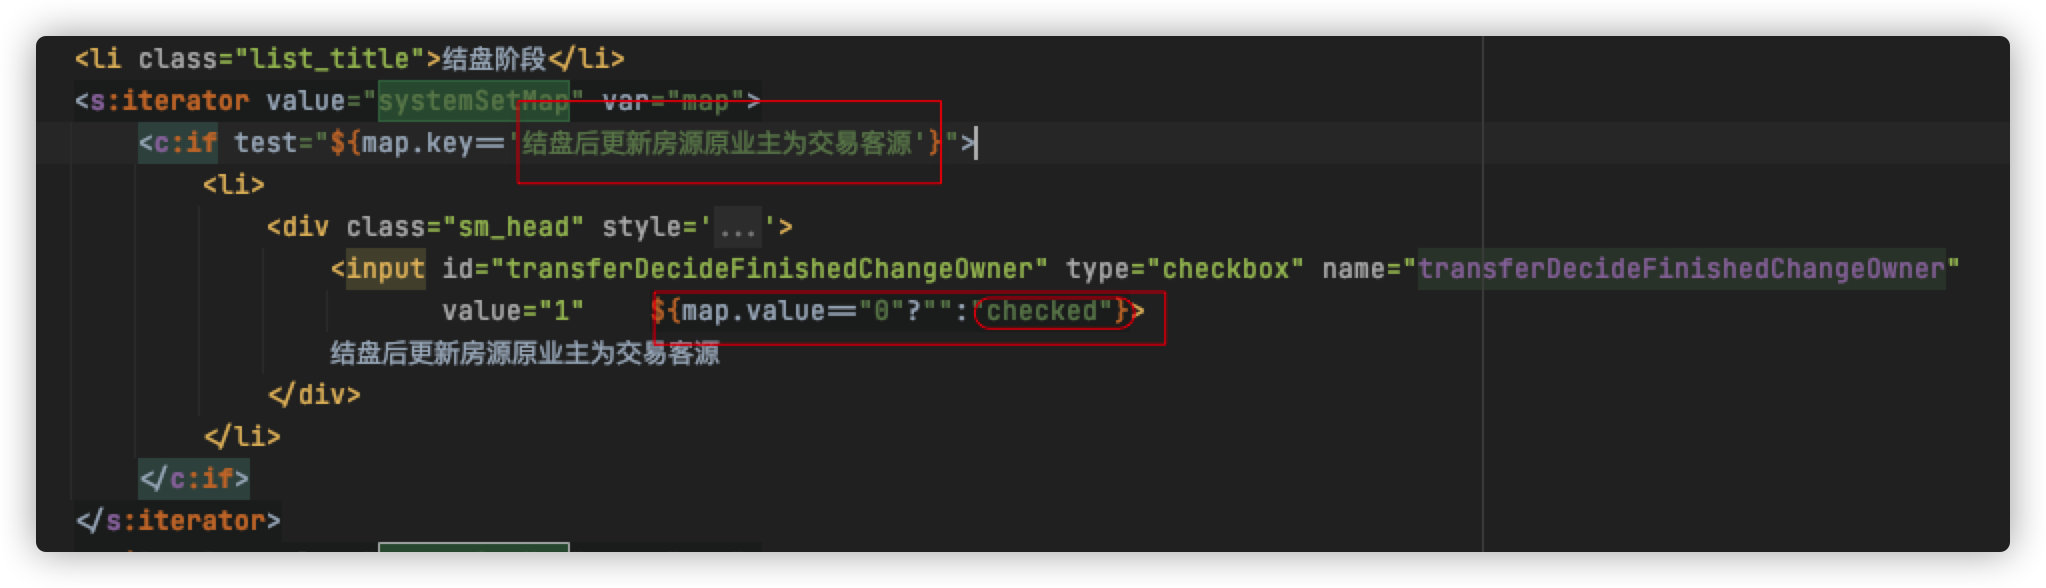 <li class="list_title">结盘阶段</li>
<s:iterator value="systemSetMap" var="map">
<c:if test="${map.key=='结盘后更新房源原业主为交易客源'}">
<li>
<div class="sm_head" style='...'>
<input id="transferDecideFinishedChangeOwner" type="checkbox" name="transferDecideFinishedChangeOwner"
value="1" ${map.value=="0"?"":"checked"}>
结盘后更新房源原业主为交易客源
</div>
</li>
</c:if>
</s:iterator>